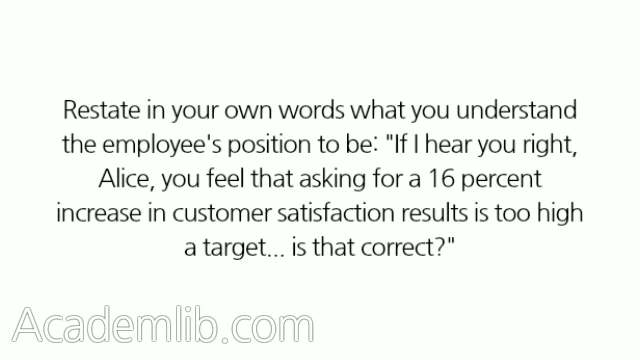 Restate in your own words what you understand
the employee's position to be: "If I hear you right,
Alice, you feel that asking for a 16 percent
increase in customer satisfaction results is too high
a target... is that correct?"
Academlib.com